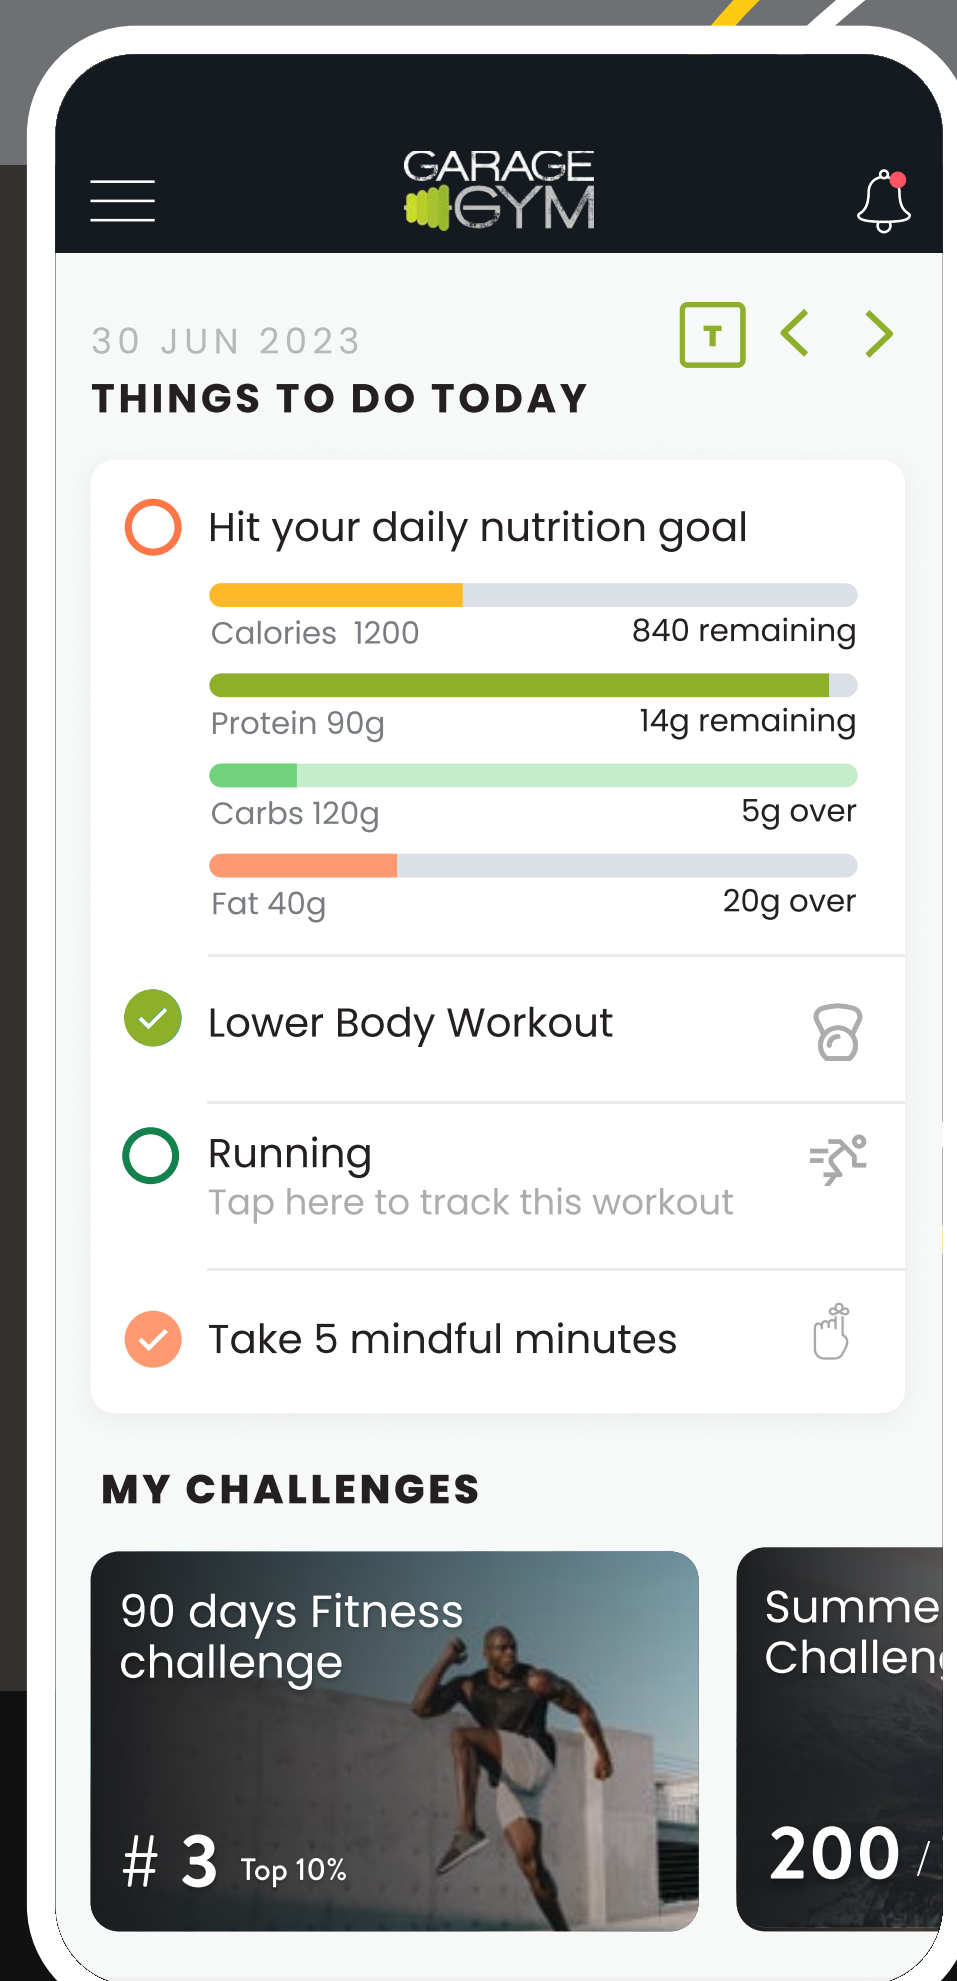 GARAGE
GYM
30 JUN 2023
T
THINGS TO DO TODAY
Hit your daily nutrition goal
Calories 1200
840 remaining
Protein 90g
14g remaining
Carbs 120g
5g over
Fat 40g
20g over
Lower Body Workout
Running
Tap here to track this workout
Take 5 mindful minutes
MY CHALLENGES
90 days Fitness
challenge
# 3 Top 10%
Summe
Challeng
200 /